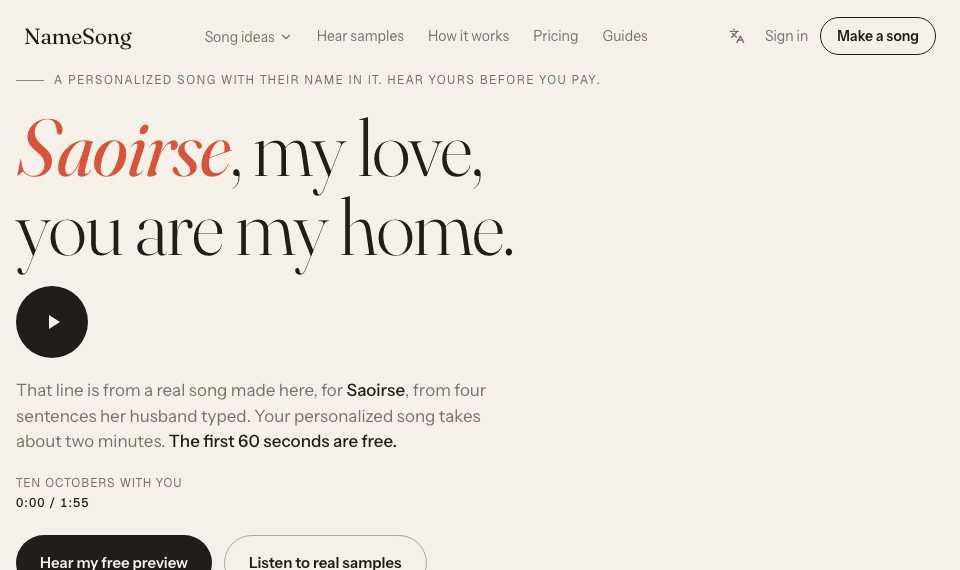 NameSong
Song ideas
Hear samples
How it works
Pricing
Guides
Sign in
Make a song
A PERSONALIZED SONG WITH THEIR NAME IN IT. HEAR YOURS BEFORE YOU PAY.
Saoirse, my love,
you are my home.
That line is from a real song made here, for Saoirse, from four
sentences her husband typed. Your personalized song takes
about two minutes. The first 60 seconds are free.
TEN OCTOBERS WITH YOU
0:00 / 1:55
Hear my free preview
Listen to real samples